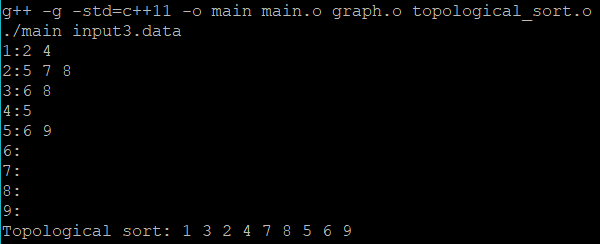 g++ -g -std=c++11 -o main main.o graph.o topological_sort.o
./main input3.data
1:2 4
2:5 7 8
3:6 8
4:5
5:6 9
6:
7:
8:
9:
Topological sort: 1 3 2 4 7 8 5 6 9